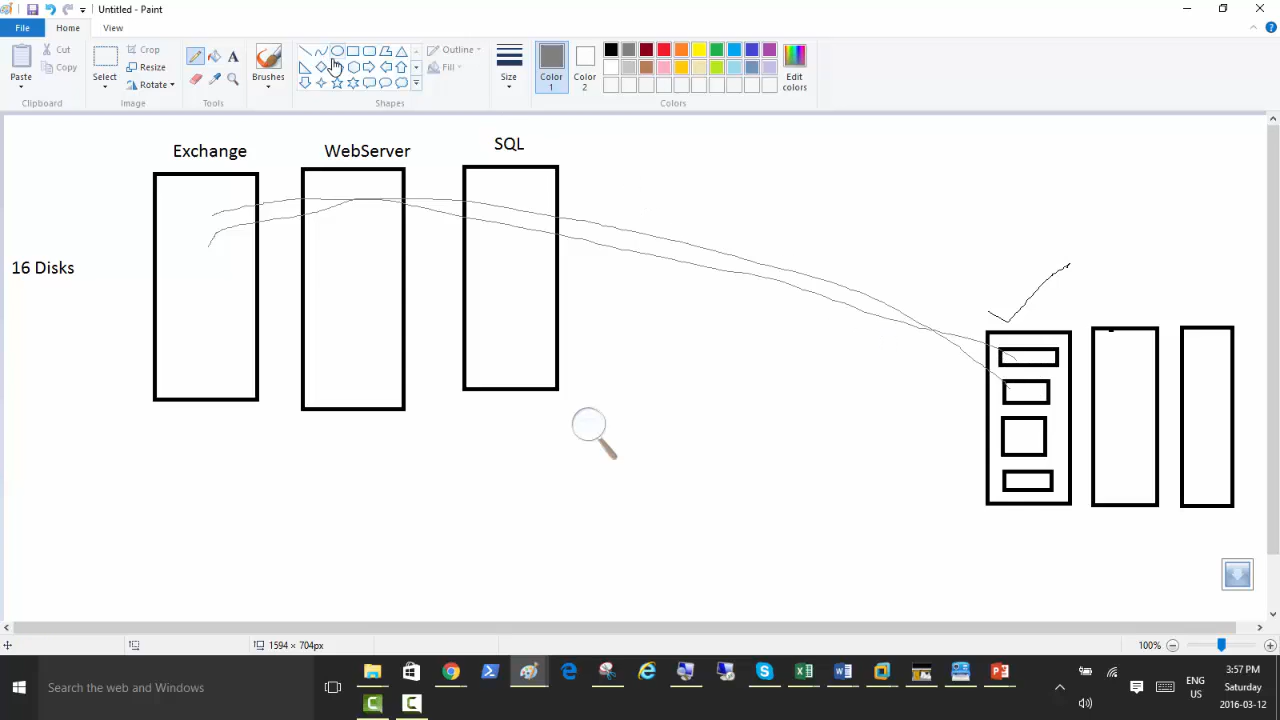 Untitled - Paint
File Home View
Paste
Cut
Copy
Clipboard
Select
Crop
Resize
Rotate
Image
Tools
Brushes
Shapes
Outline
Fill
Size
Color 1
Color 2
Edit colors
Colors
Exchange WebServer SQL
16 Disks
1594 × 704px
100%
Search the web and Windows
ENG
US
3:57 PM
Saturday
2016-03-12